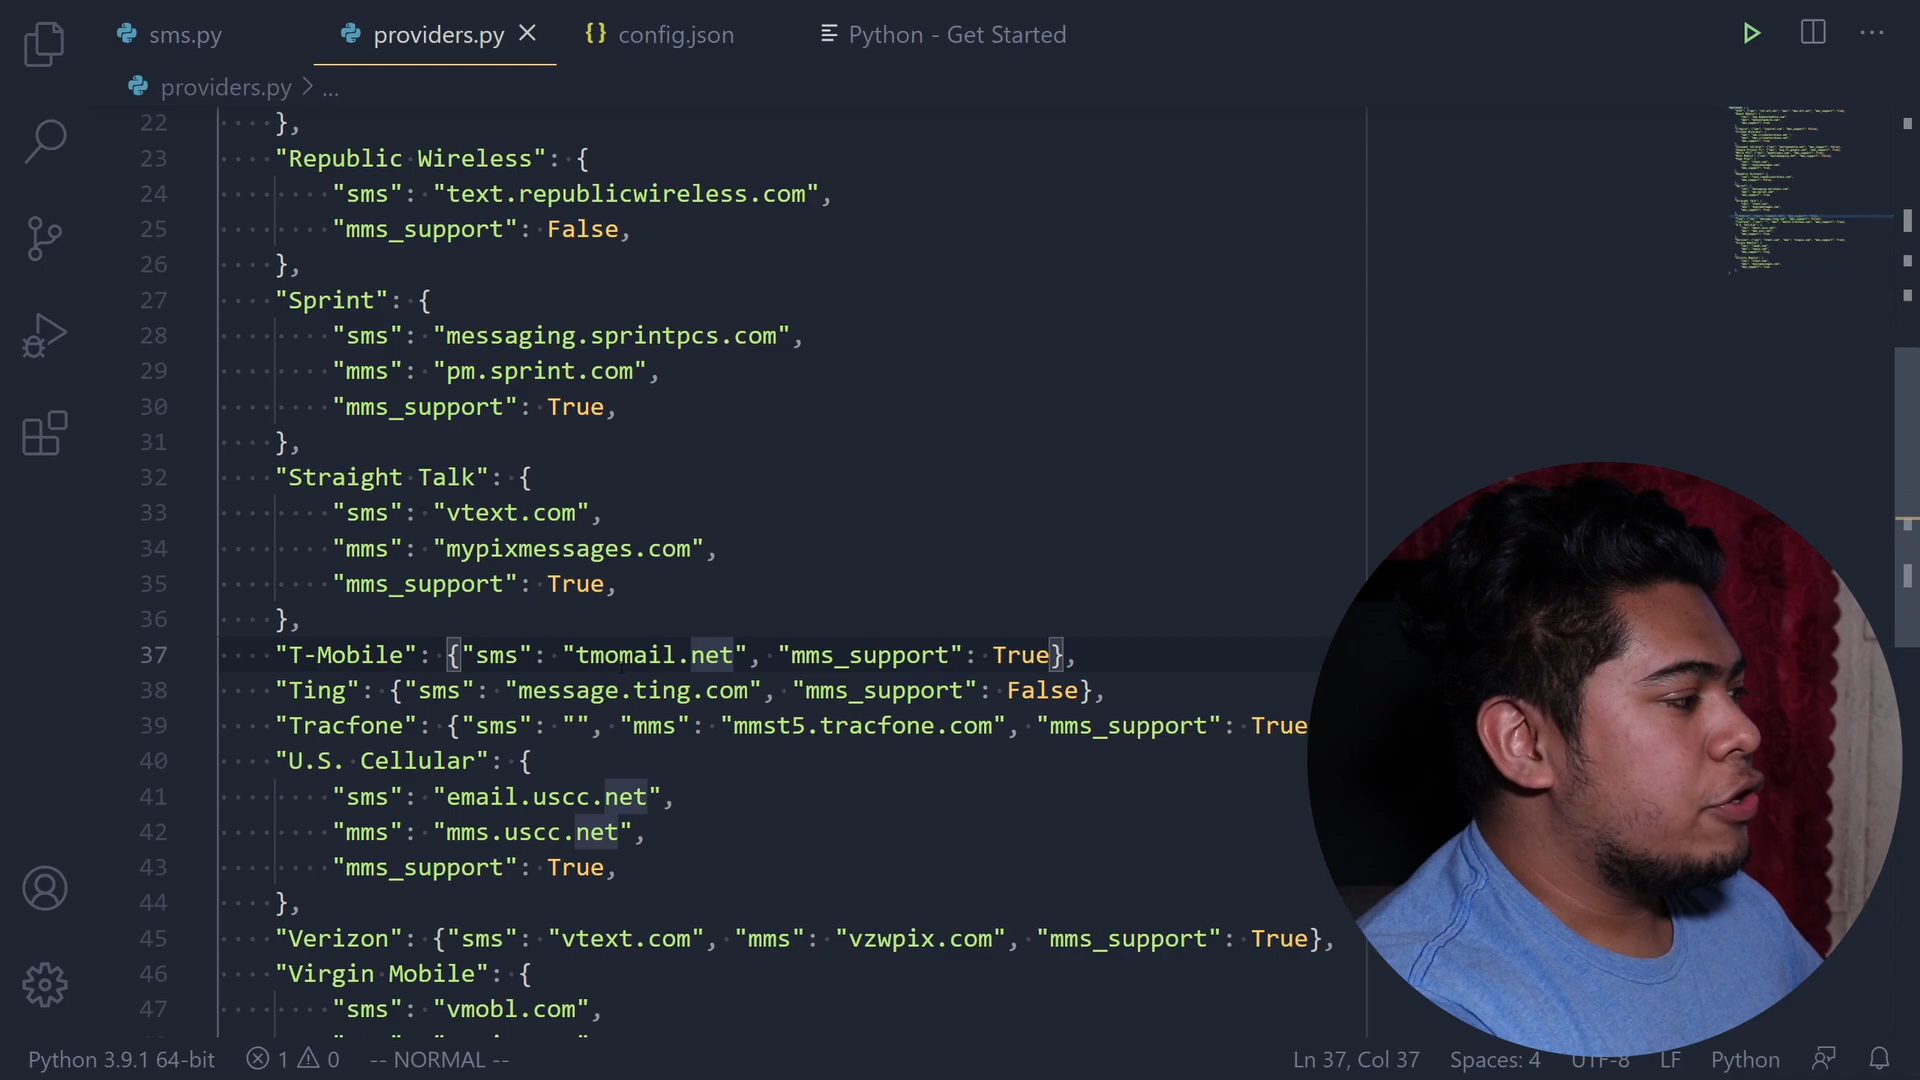 sms.py
providers.py
{} config.json
Python - Get Started
providers.py > ...
22 },
23 "Republic Wireless": {
24 "sms": "text.republicwireless.com",
25 "mms_support": False,
26 },
27 "Sprint": {
28 "sms": "messaging.sprintpcs.com",
29 "mms": "pm.sprint.com",
30 "mms_support": True,
31 },
32 "Straight Talk": {
33 "sms": "vtext.com",
34 "mms": "mypixmessages.com",
35 "mms_support": True,
36 },
37 "T-Mobile": {"sms": "tmomail.net", "mms_support": True},
38 "Ting": {"sms": "message.ting.com", "mms_support": False},
39 "Tracfone": {"sms": "", "mms": "mmst5.tracfone.com", "mms_support": True
40 "U.S. Cellular": {
41 "sms": "email.uscc.net",
42 "mms": "mms.uscc.net",
43 "mms_support": True,
44 },
45 "Verizon": {"sms": "vtext.com", "mms": "vzwpix.com", "mms_support": True},
46 "Virgin Mobile": {
47 "sms": "vmobl.com",
Python 3.9.1 64-bit 1 0 -- NORMAL -- Ln 37, Col 37 Spaces: 4 UTF-8 LF Python